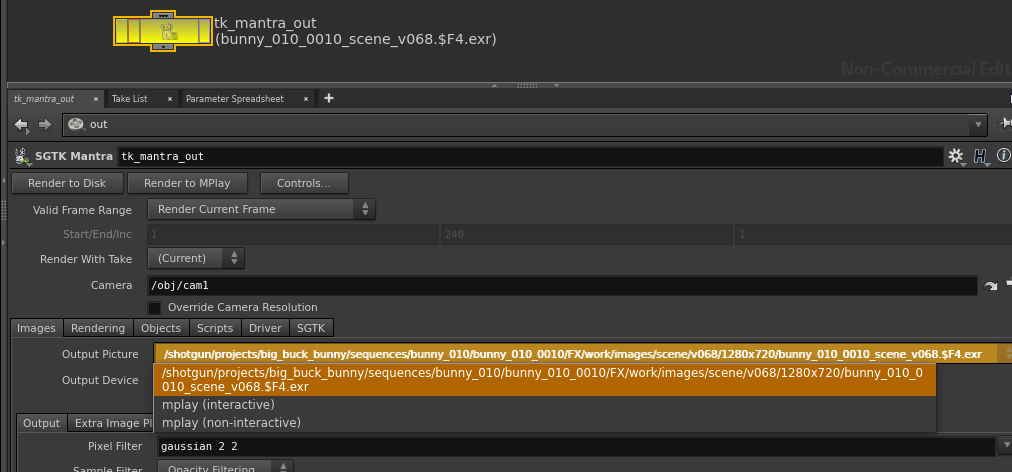 tk_mantra_out
(bunny_010_0010_scene_v068.$F4.exr)
Non-Commercial Edit
tk_mantra_out × Take List × Parameter Spreadsheet × +
out
SGTK Mantra tk_mantra_out
Render to Disk Render to MPlay Controls...
Valid Frame Range Render Current Frame
Start/End/Inc 1 240 1
Render With Take (Current)
Camera /obj/cam1
Override Camera Resolution
Images Rendering Objects Scripts Driver SGTK
Output Picture /shotgun/projects/big_buck_bunny/sequences/bunny_010/bunny_010_0010/FX/work/images/scene/v068/1280x720/bunny_010_0010_scene_v068.$F4.exr
/shotgun/projects/big_buck_bunny/sequences/bunny_010/bunny_010_0010/FX/work/images/scene/v068/1280x720/bunny_010_0
Output Device
010_scene_v068.$F4.exr
mplay (interactive)
Output Extra Image Pl
mplay (non-interactive)
Pixel Filter gaussian 2 2
Sample Filter Opacity Filtering